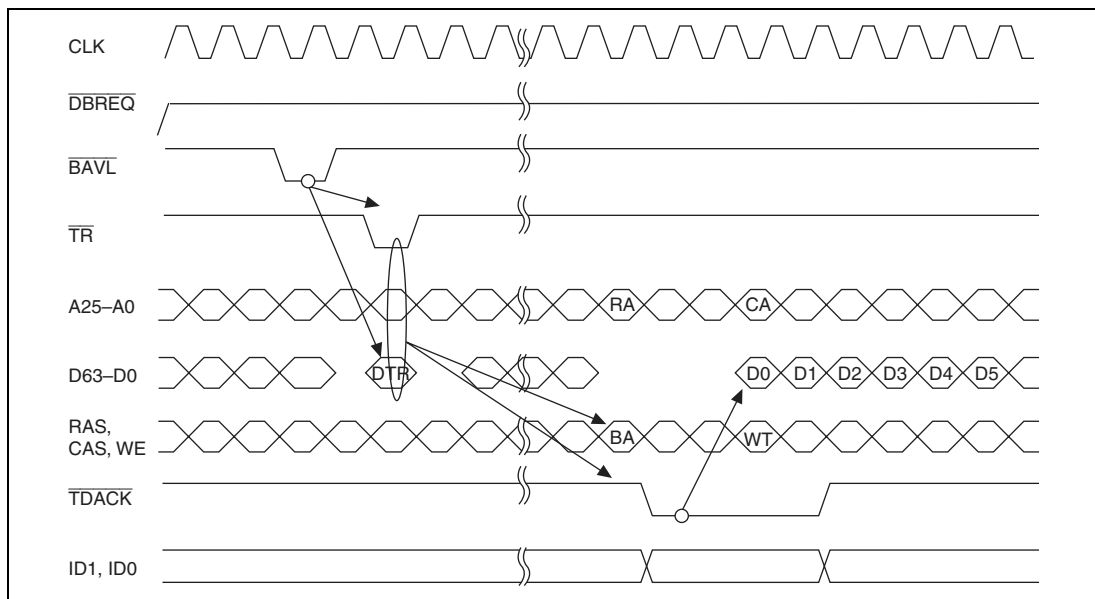 CLK
DBREQ
BAVL
TR
A25–A0 RA CA
D63–D0 DTR D0 D1 D2 D3 D4 D5
RAS,
CAS, WE BA WT
TDACK
ID1, ID0